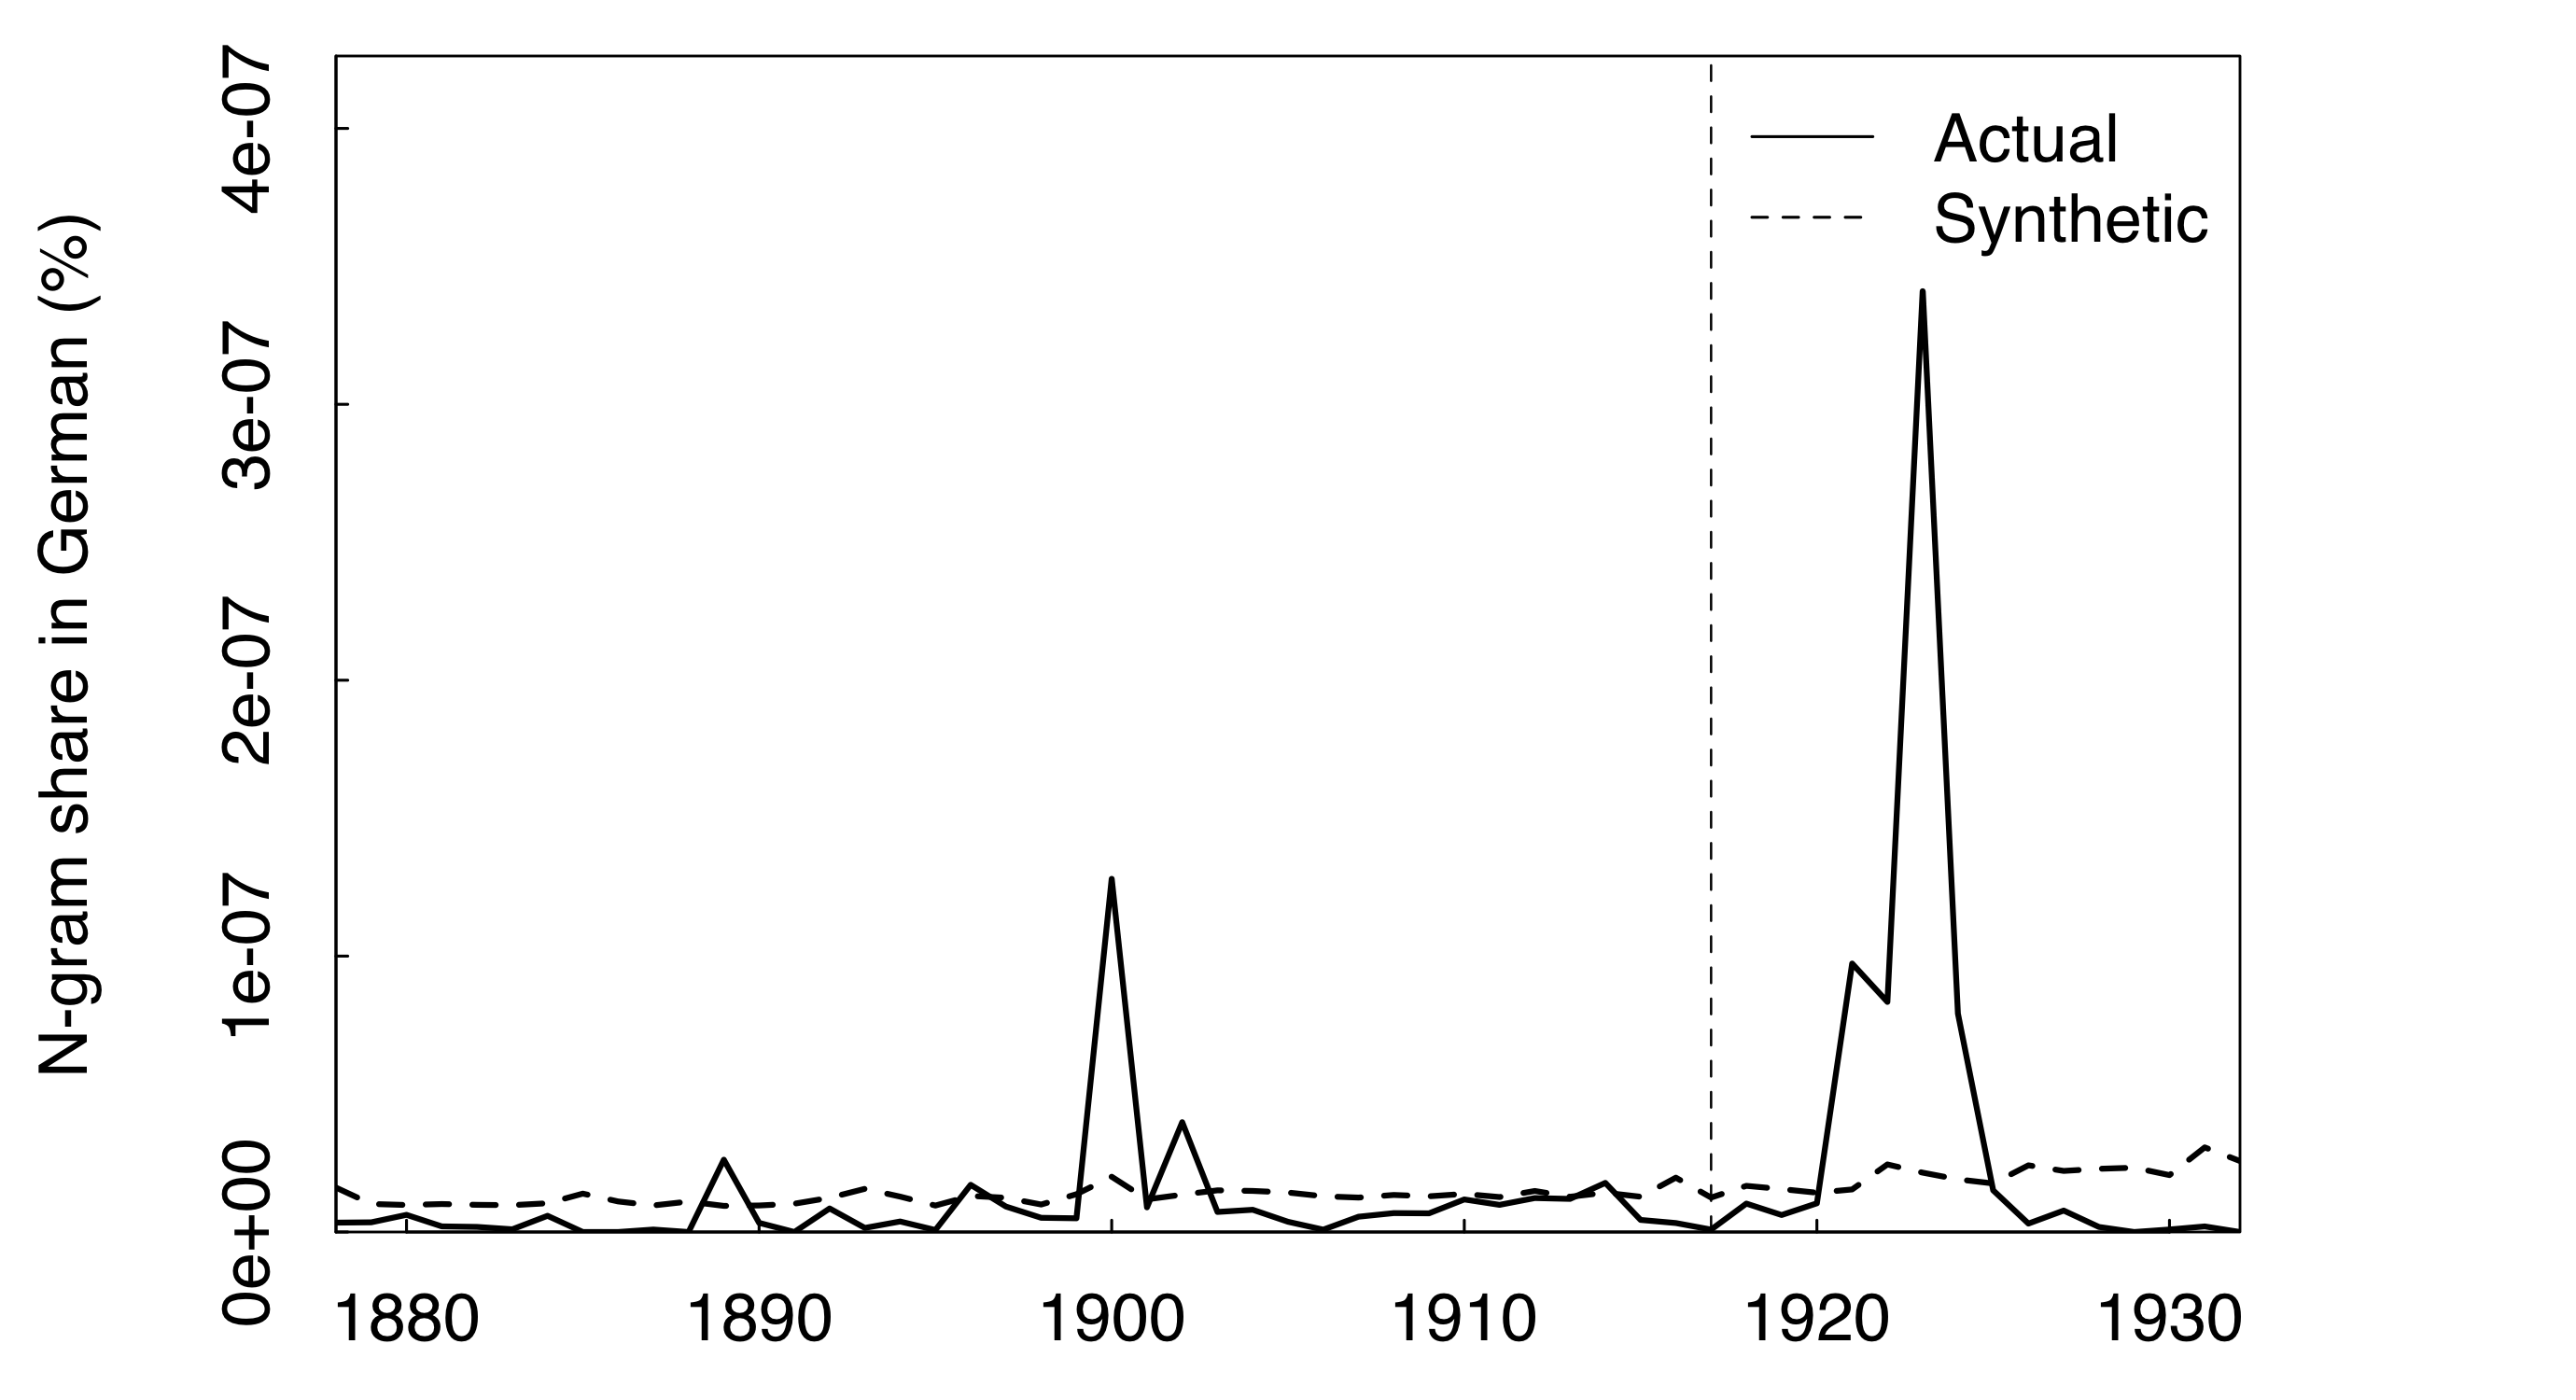 N-gram share in German (%)
4e-07
3e-07
2e-07
1e-07
0e+00
Actual
Synthetic
1880 1890 1900 1910 1920 1930